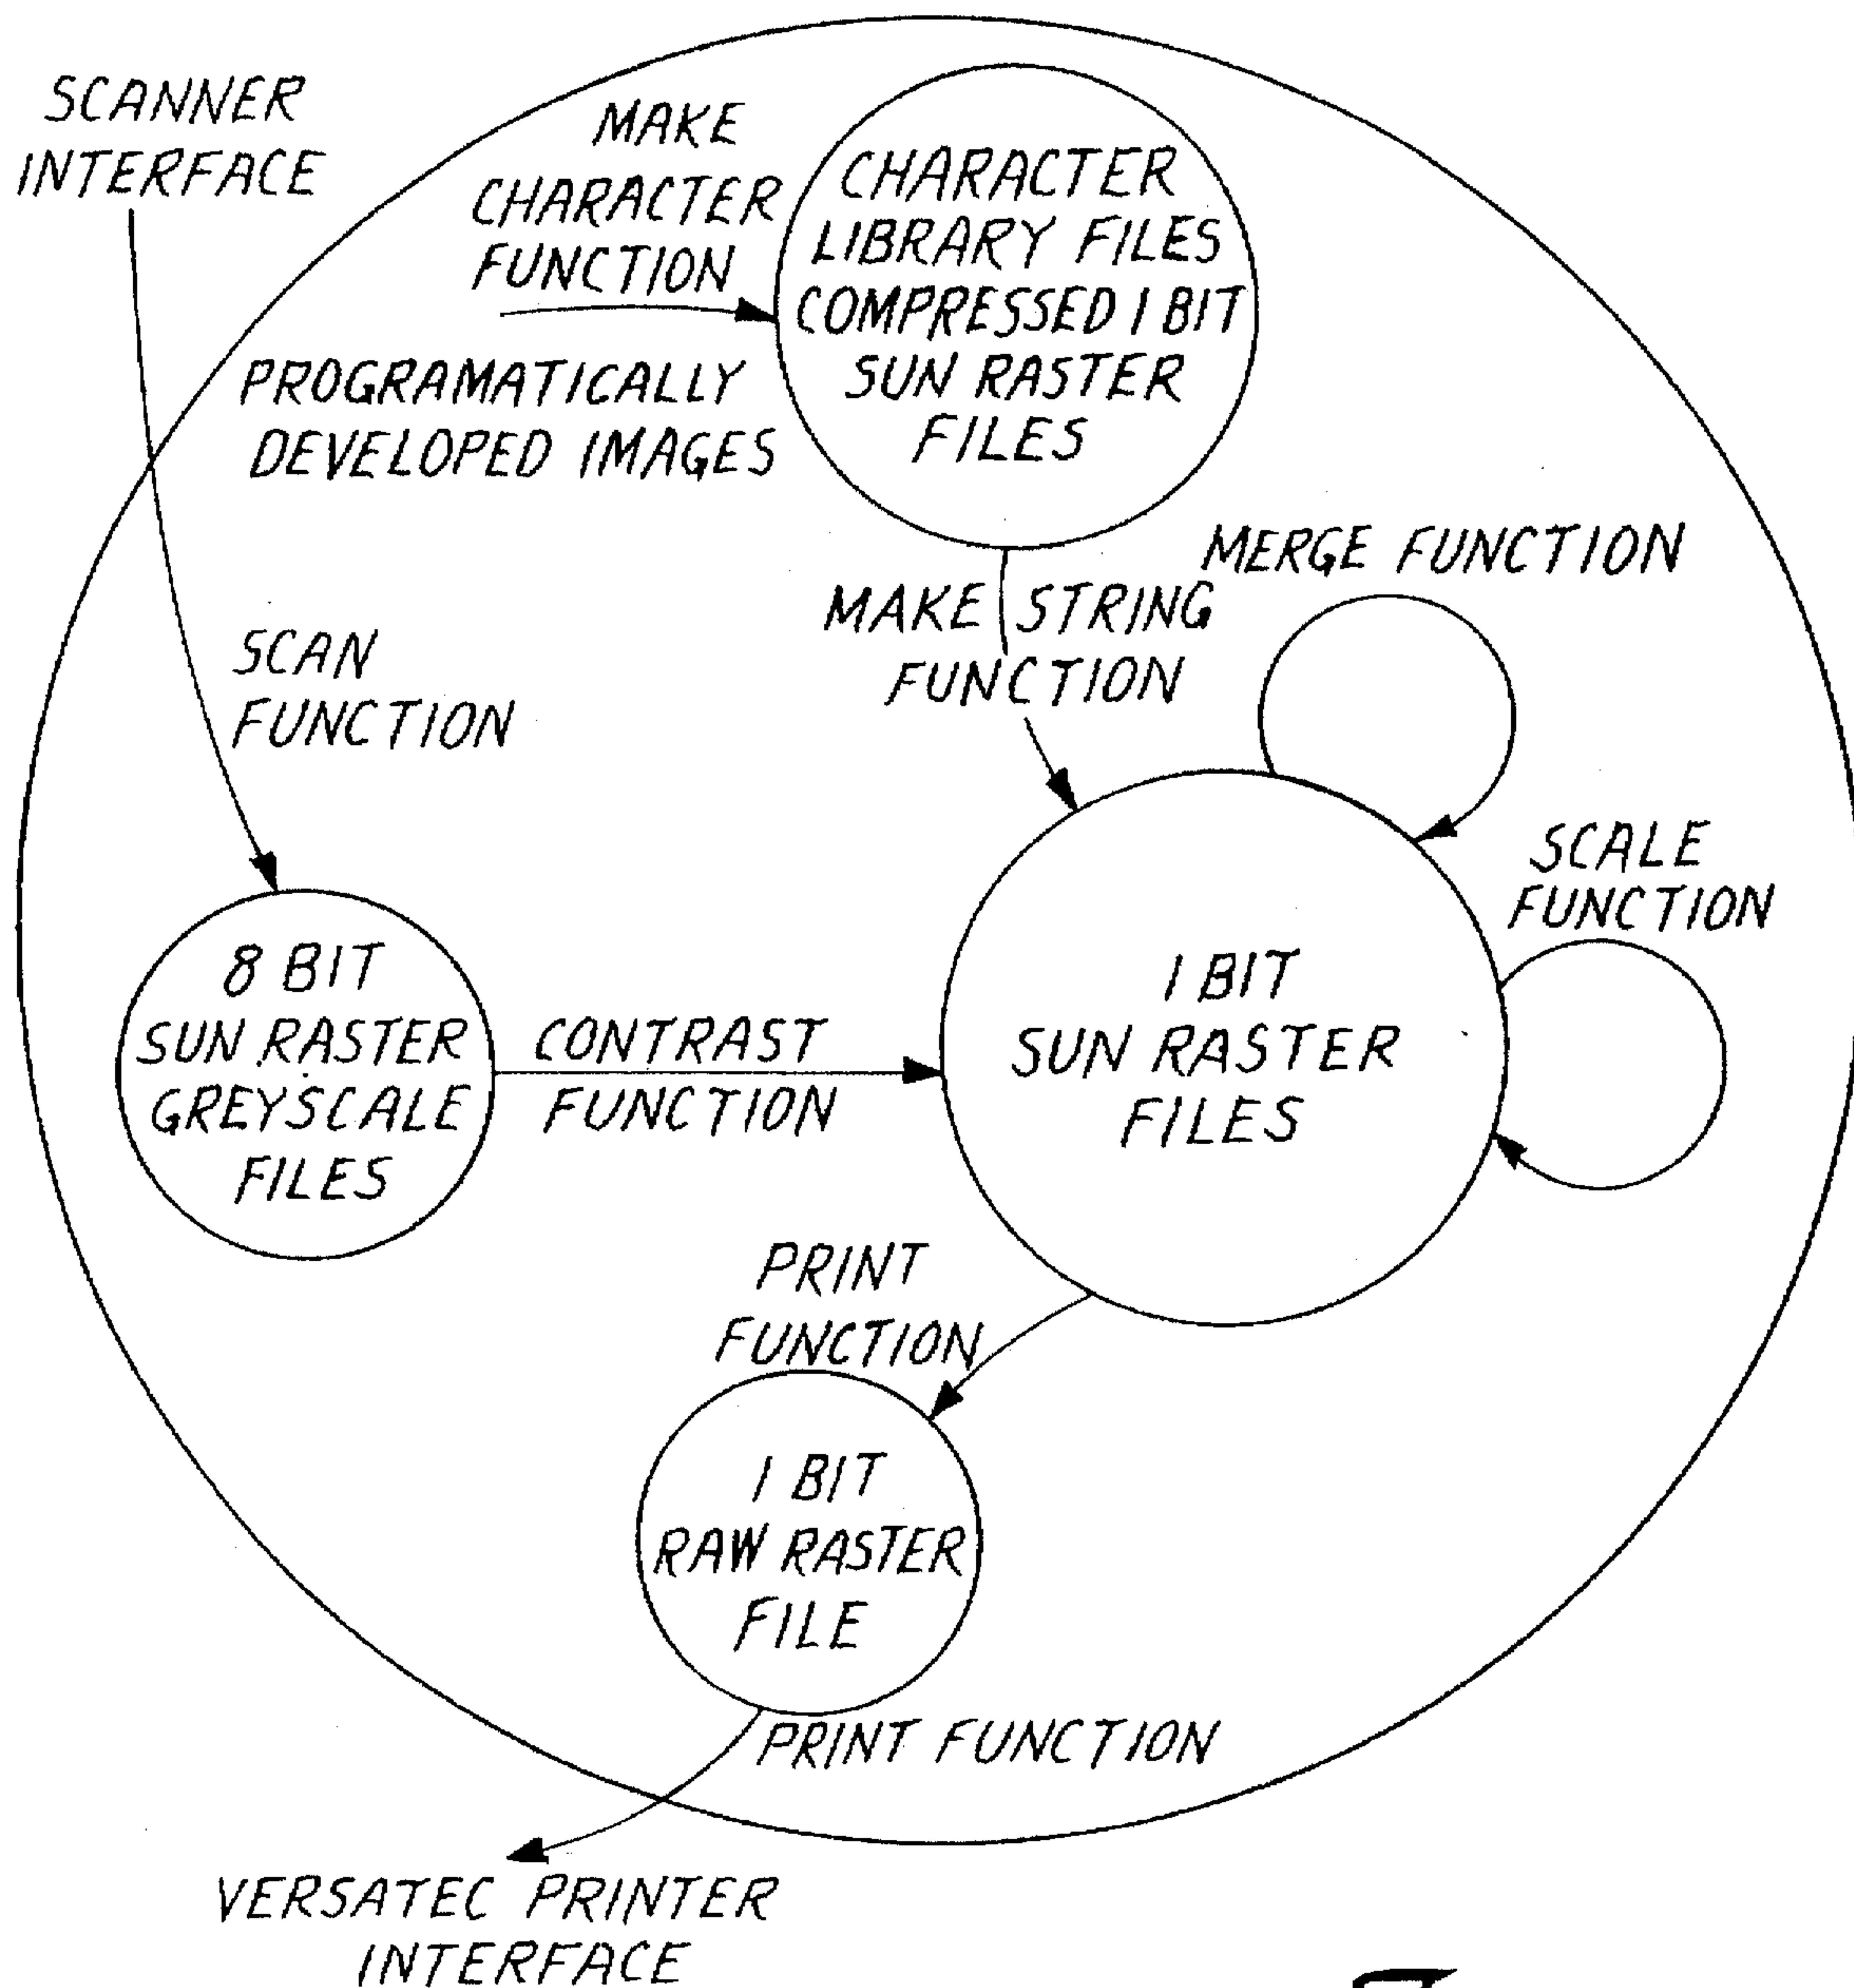 SCANNER
INTERFACE
MAKE
CHARACTER
FUNCTION
PROGRAMATICALLY
DEVELOPED IMAGES
CHARACTER
LIBRARY FILES
COMPRESSED 1 BIT
SUN RASTER
FILES
MAKE STRING
FUNCTION
MERGE FUNCTION
SCAN
FUNCTION
SCALE
FUNCTION
8 BIT
SUN RASTER
GREYSCALE
FILES
CONTRAST
FUNCTION
1 BIT
SUN RASTER
FILES
PRINT
FUNCTION
1 BIT
RAW RASTER
FILE
PRINT FUNCTION
VERSATEC PRINTER
INTERFACE